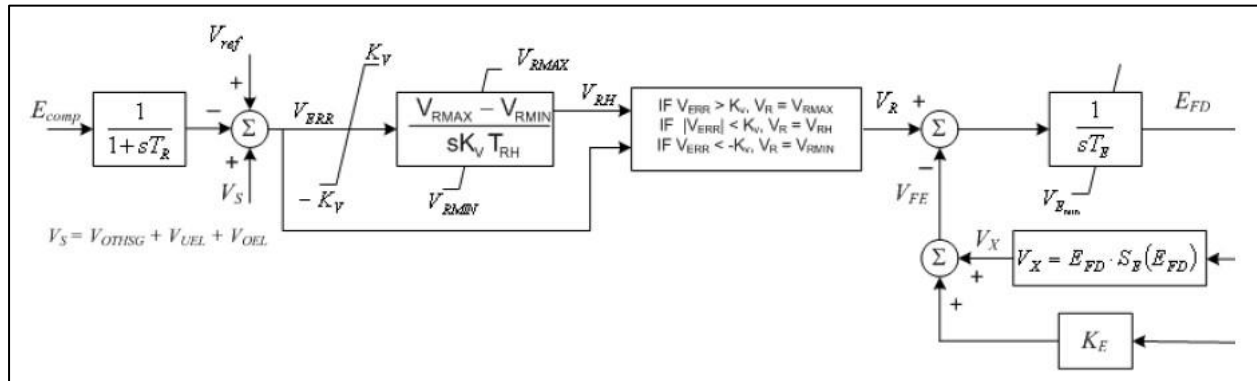 V_ref
+
E_comp
1
1 + sT_R
−
Σ
+
V_S
V_S = V_OTHSG + V_UEL + V_OEL
V_ERR
K_V
− K_V
V_RMAX
V_RMAX − V_RMIN
sK_V T_RH
V_RMIN
V_RH
IF V_ERR > K_v, V_R = V_RMAX
IF |V_ERR| < K_v, V_R = V_RH
IF V_ERR < -K_v, V_R = V_RMIN
V_R
+
Σ
−
V_FE
1
sT_E
V_Emin
E_FD
Σ
+
+
V_X
V_X = E_FD · S_E(E_FD)
K_E